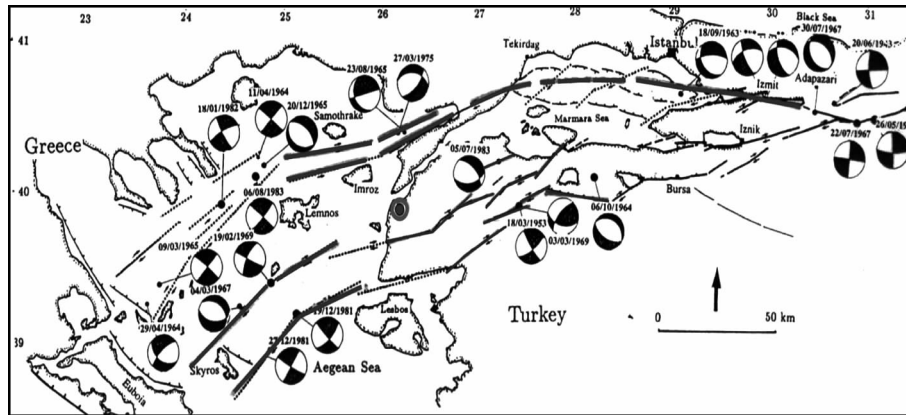 23 24 25 26 27 28 29 30 31
41
40
39
Black Sea
30/07/1967
18/09/1963
20/06/1943
Istanbul
Tekirdag
27/03/1975
23/08/1965
11/04/1964
20/12/1965
18/01/1982
Samothrake
Izmit
Adapazari
Greece
Marmara Sea
Iznik
22/07/1967
05/07/1983
Imroz
Bursa
06/08/1983
Lemnos
06/10/1964
19/02/1969
09/03/1965
18/03/1953
03/03/1969
04/03/1967
19/12/1981
Lesbos
Turkey
0 50 km
29/04/1964
27/12/1981
Skyros
Aegean Sea
Euboia